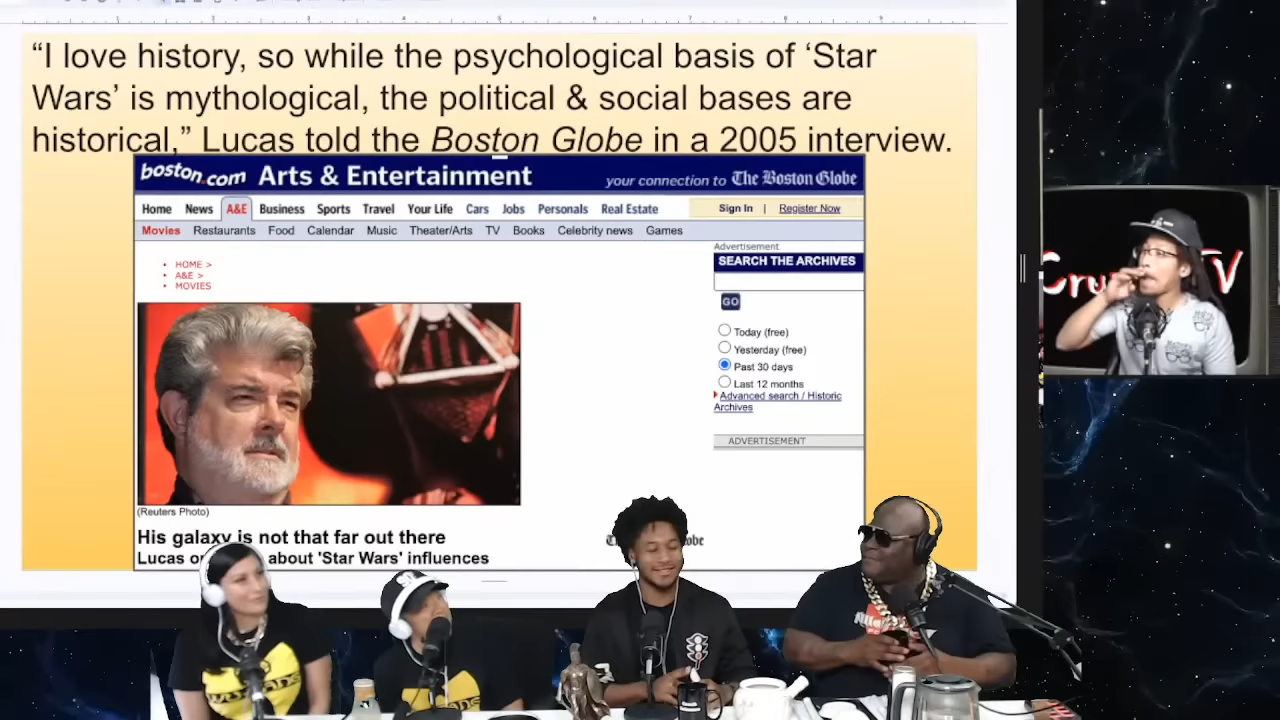 “I love history, so while the psychological basis of ‘Star
Wars’ is mythological, the political & social bases are
historical,” Lucas told the Boston Globe in a 2005 interview.
boston.com Arts & Entertainment your connection to The Boston Globe
Home News A&E Business Sports Travel Your Life Cars Jobs Personals Real Estate Sign In | Register Now
Movies Restaurants Food Calendar Music Theater/Arts TV Books Celebrity news Games
Advertisement
SEARCH THE ARCHIVES
• HOME >
• A&E >
• MOVIES
GO
Today (free)
Yesterday (free)
Past 30 days
Last 12 months
Advanced search / Historic
Archives
ADVERTISEMENT
(Reuters Photo)
His galaxy is not that far out there
Lucas about 'Star Wars' influences
TV